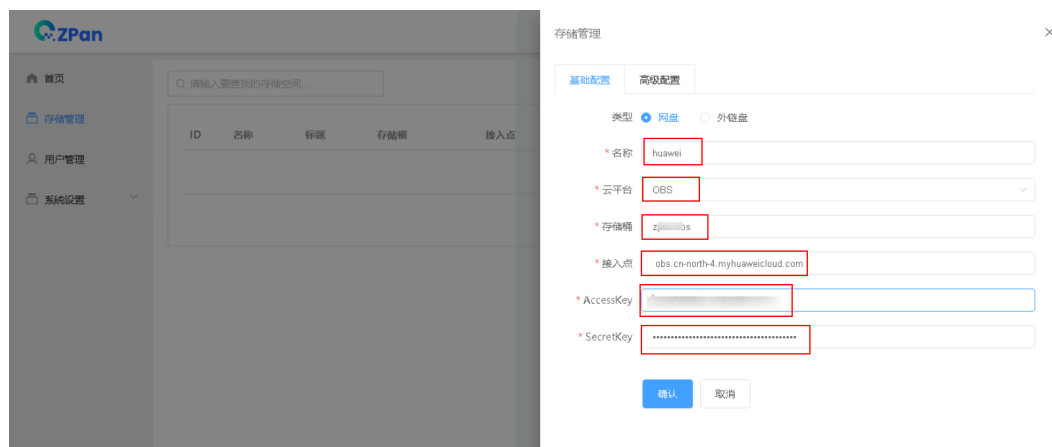 ZPan
首页
存储管理
用户管理
系统设置
请输入要查找的存储空间
ID 名称 标题 存储桶 接入点
存储管理
基础配置 高级配置
类型 网盘 外链盘
* 名称 huawei
* 云平台 OBS
* 存储桶
* 接入点 obs.cn-north-4.myhuaweicloud.com
* AccessKey
* SecretKey
确认 取消